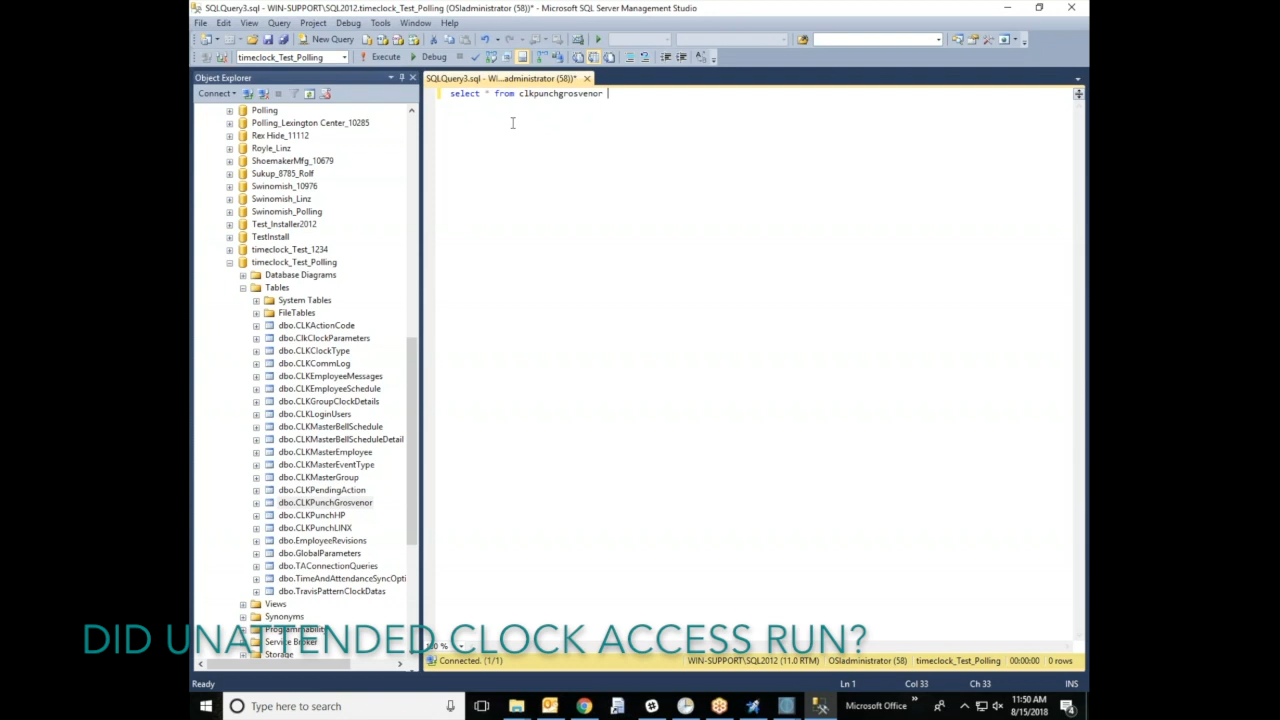 SQLQuery3.sql - WIN-SUPPORT\SQL2012.timeclock_Test_Polling (OSIadministrator (58))* - Microsoft SQL Server Management Studio
File Edit View Query Project Debug Tools Window Help
New Query
timeclock_Test_Polling Execute Debug
Object Explorer
SQLQuery3.sql - WI...administrator (58))*
Connect
select * from clkpunchgrosvenor
Polling
Polling_Lexington Center_10285
Rex Hide_11112
Royle_Linz
ShoemakerMfg_10679
Sukup_8785_Rolf
Swinomish_10976
Swinomish_Linz
Swinomish_Polling
Test_Installer2012
TestInstall
timeclock_Test_1234
timeclock_Test_Polling
Database Diagrams
Tables
System Tables
FileTables
dbo.CLKActionCode
dbo.ClkClockParameters
dbo.CLKClockType
dbo.CLKCommLog
dbo.CLKEmployeeMessages
dbo.CLKEmployeeSchedule
dbo.CLKGroupClockDetails
dbo.CLKLoginUsers
dbo.CLKMasterBellSchedule
dbo.CLKMasterBellScheduleDetail
dbo.CLKMasterEmployee
dbo.CLKMasterEventType
dbo.CLKMasterGroup
dbo.CLKPendingAction
dbo.CLKPunchGrosvenor
dbo.CLKPunchHP
dbo.CLKPunchLINX
dbo.EmployeeRevisions
dbo.GlobalParameters
dbo.TAConnectionQueries
dbo.TimeAndAttendanceSyncOpti
dbo.TravisPatternClockDatas
Views
Synonyms
Programmability
Service Broker
Storage
DID UNATTENDED CLOCK ACCESS RUN?
Connected. (1/1) WIN-SUPPORT\SQL2012 (11.0 RTM) OSIadministrator (58) timeclock_Test_Polling 00:00:00 0 rows
Ready Ln 1 Col 33 Ch 33 INS
Type here to search Microsoft Office 11:50 AM
8/15/2018
4